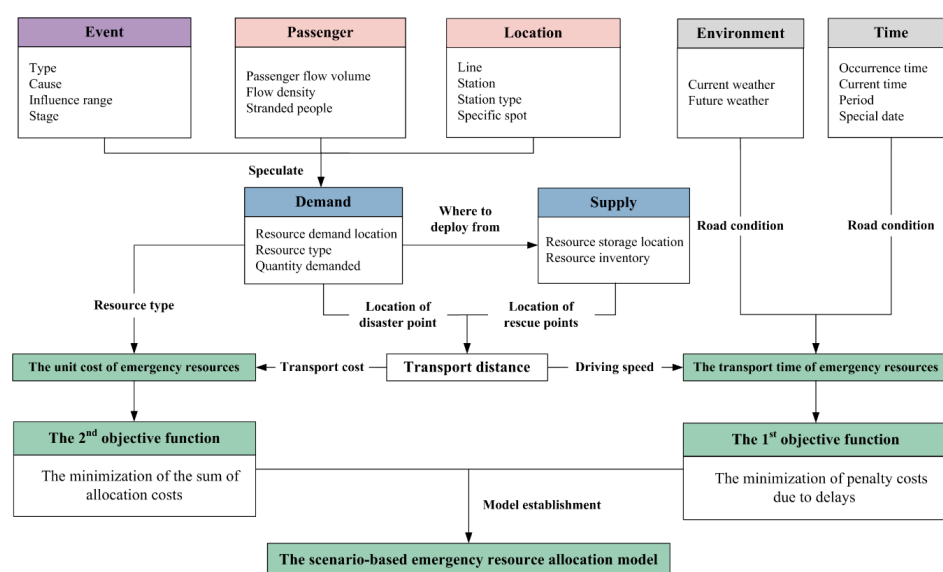 Event
Type
Cause
Influence range
Stage
Passenger
Passenger flow volume
Flow density
Stranded people
Location
Line
Station
Station type
Specific spot
Environment
Current weather
Future weather
Time
Occurrence time
Current time
Period
Special date
Speculate
Demand
Resource demand location
Resource type
Quantity demanded
Where to
deploy from
Supply
Resource storage location
Resource inventory
Road condition
Road condition
Resource type
Location of
disaster point
Location of
rescue points
The unit cost of emergency resources
Transport cost
Transport distance
Driving speed
The transport time of emergency resources
The 2nd objective function
The minimization of the sum of
allocation costs
The 1st objective function
The minimization of penalty costs
due to delays
Model establishment
The scenario-based emergency resource allocation model